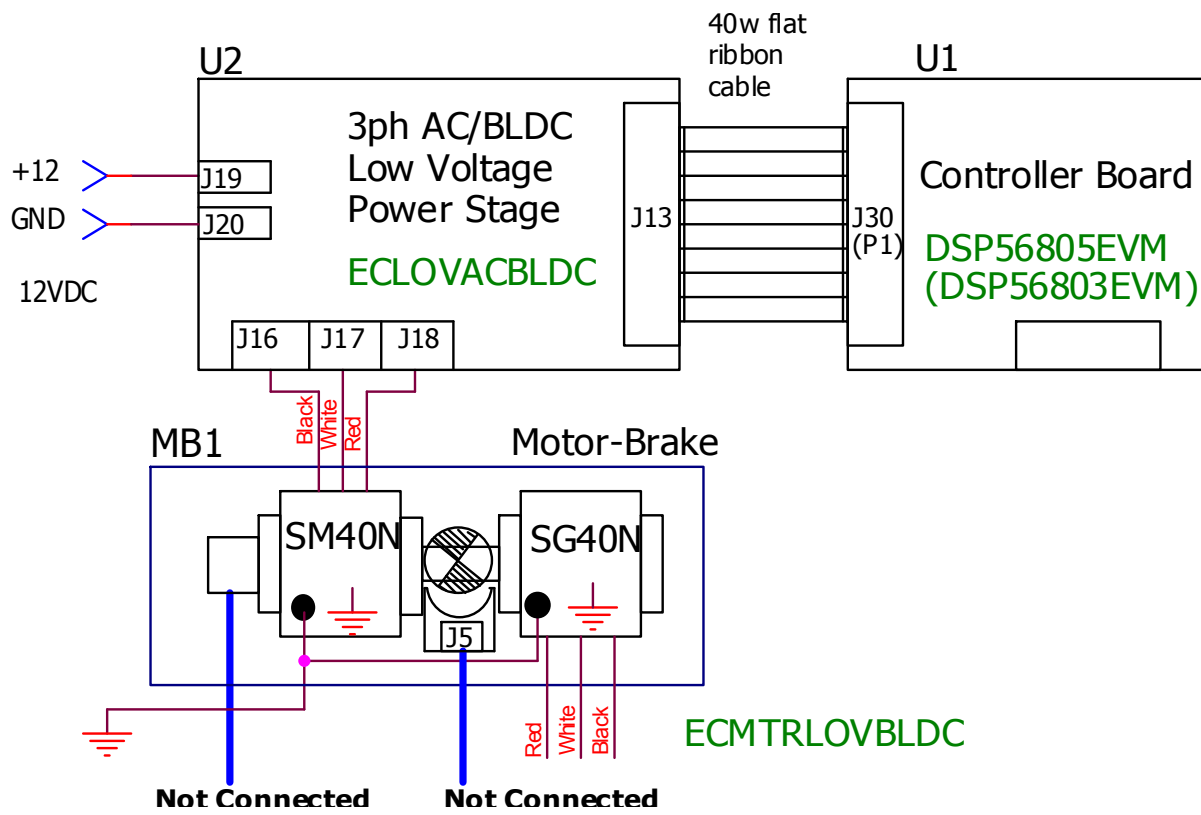 40w flat
ribbon
cable
U2
U1
3ph AC/BLDC
Low Voltage
Power Stage
ECLOVACBLDC
+12
GND
12VDC
J19
J20
J13
J30
(P1)
Controller Board
DSP56805EVM
(DSP56803EVM)
J16
J17
J18
Black
White
Red
MB1
Motor-Brake
SM40N
SG40N
J5
Red
White
Black
ECMTRLOVBLDC
Not Connected
Not Connected